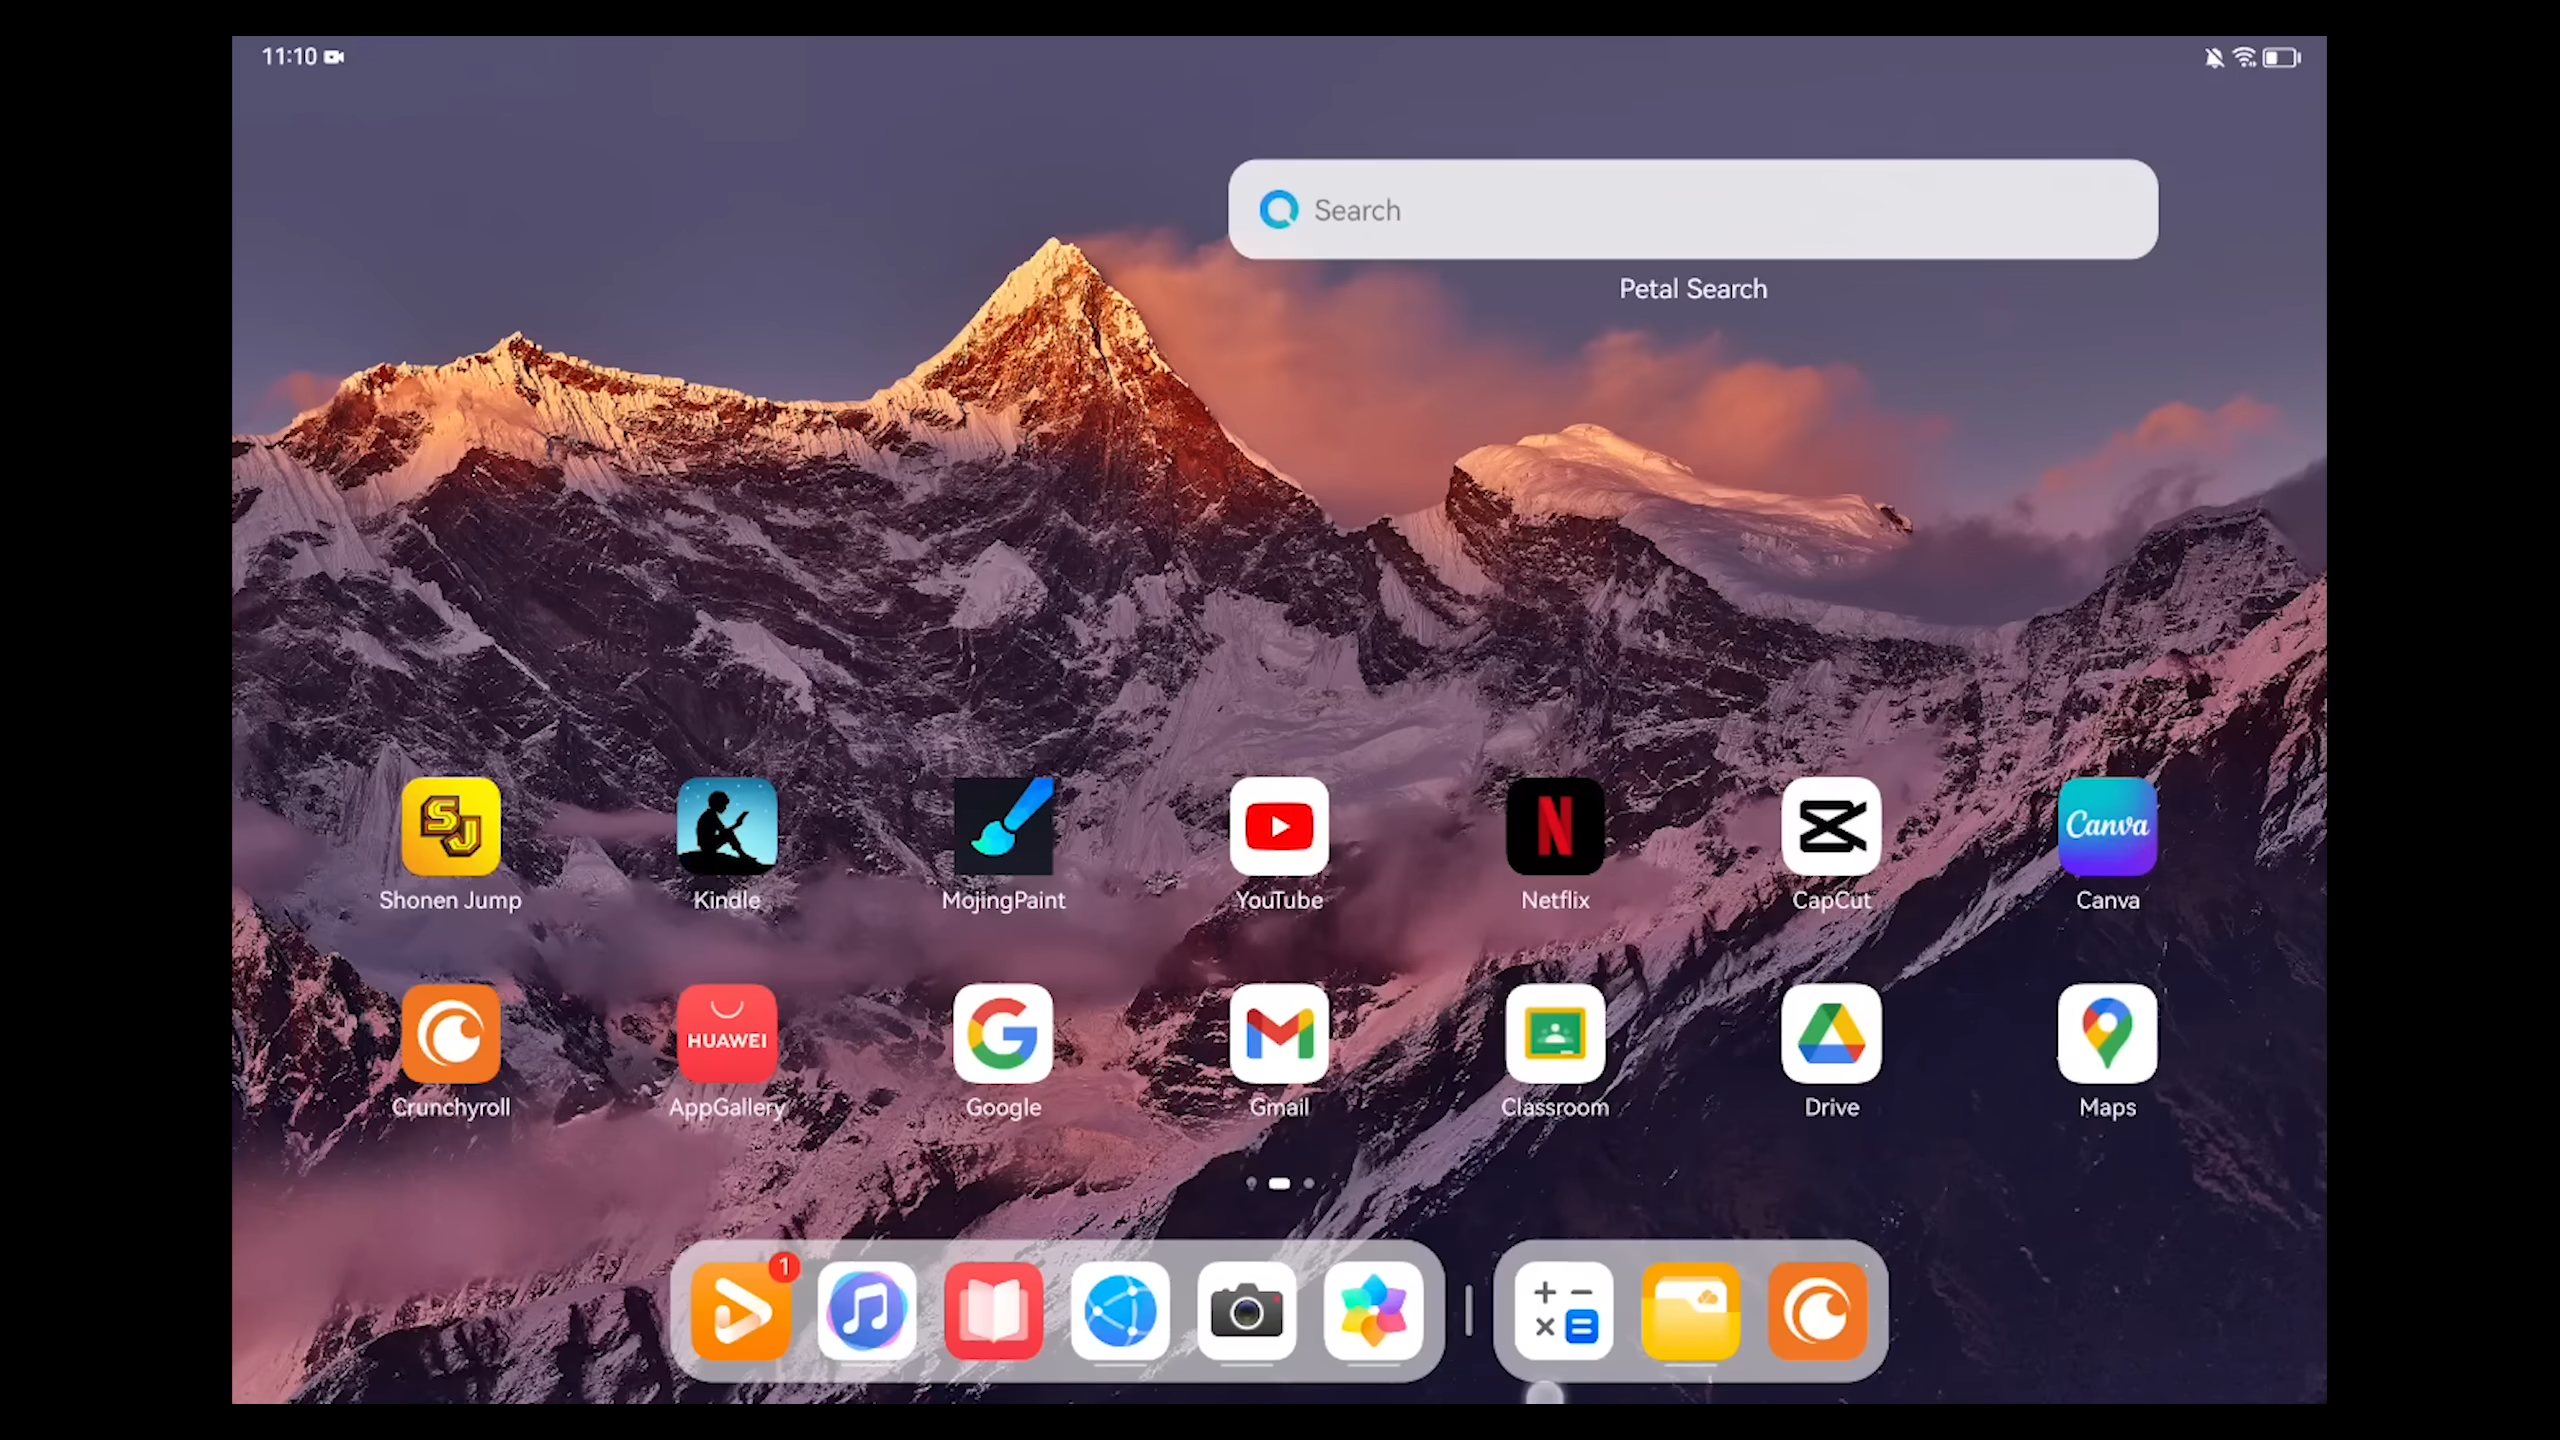 11:10
Search
Petal Search
SJ
N
Canva
Shonen Jump
Kindle
MojingPaint
YouTube
Netflix
CapCut
Canva
HUAWEI
G
Crunchyroll
AppGallery
Google
Gmail
Classroom
Drive
Maps
1